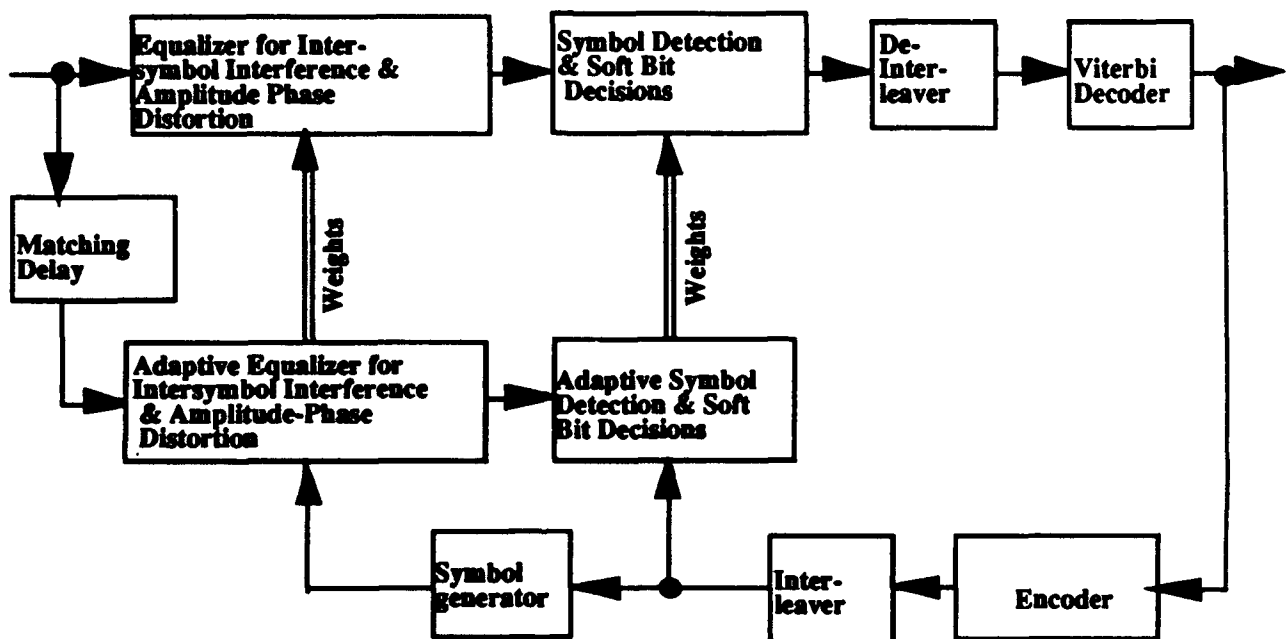 Equalizer for Inter-
symbol Interference &
Amplitude Phase
Distortion
Symbol Detection
& Soft Bit
Decisions
De-
Inter-
leaver
Viterbi
Decoder
Matching
Delay
Weights
Weights
Adaptive Equalizer for
Intersymbol Interference
& Amplitude-Phase
Distortion
Adaptive Symbol
Detection & Soft
Bit Decisions
Symbol
generator
Inter-
leaver
Encoder